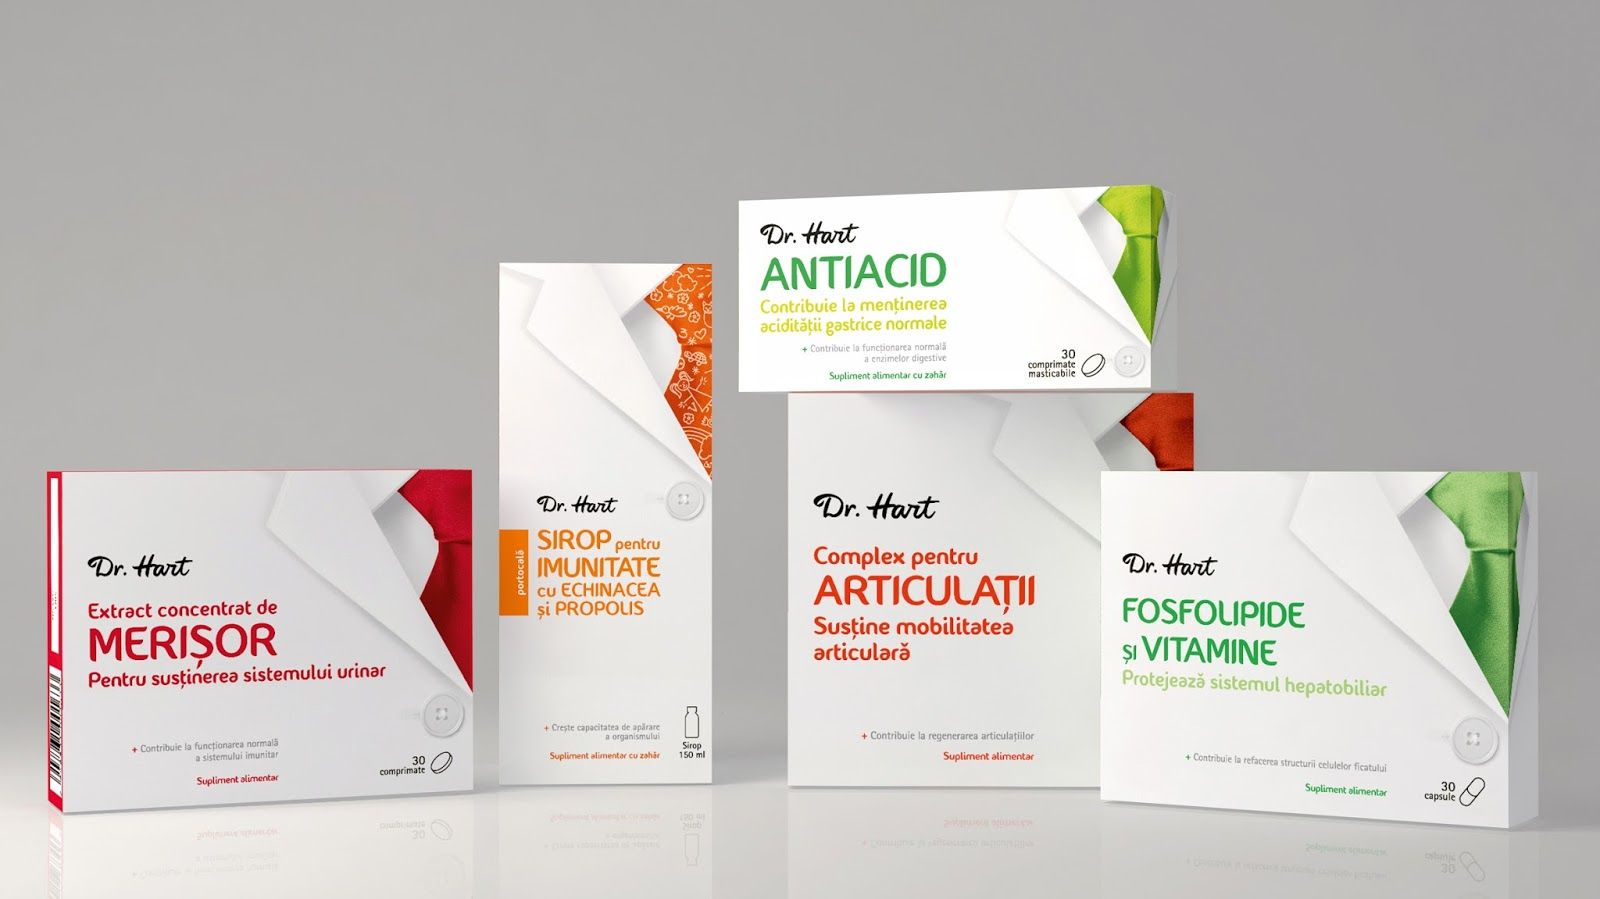 Dr. Hart
Extract concentrat de
MERIȘOR
Pentru susținerea sistemului urinar
+ Contribuie la funcționarea normală
a sistemului imunitar
Supliment alimentar
30
comprimate
Dr. Hart
portocală
SIROP pentru
IMUNITATE
cu ECHINACEA
și PROPOLIS
+ Crește capacitatea de apărare
a organismului
Supliment alimentar cu zahăr
Sirop
150 ml
Dr. Hart
ANTIACID
Contribuie la menținerea
acidității gastrice normale
+ Contribuie la funcționarea normală
a enzimelor digestive
Supliment alimentar cu zahăr
30
comprimate
masticabile
Dr. Hart
Complex pentru
ARTICULAȚII
Susține mobilitatea
articulară
+ Contribuie la regenerarea articulațiilor
Supliment alimentar
Dr. Hart
FOSFOLIPIDE
și VITAMINE
Protejează sistemul hepatobiliar
+ Contribuie la refacerea structurii celulelor ficatului
Supliment alimentar
30
capsule